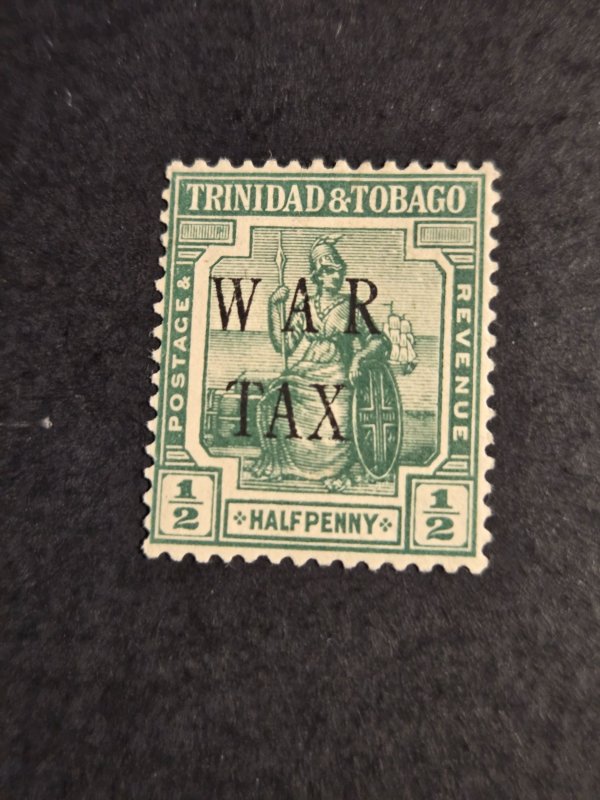 TRINIDAD & TOBAGO
POSTAGE &
REVENUE
WAR
TAX
1/2
HALFPENNY
1/2